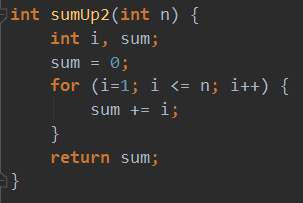 int sumUp2(int n) {
    int i, sum;
    sum = 0;
    for (i=1; i <= n; i++) {
        sum += i;
    }
    return sum;
}